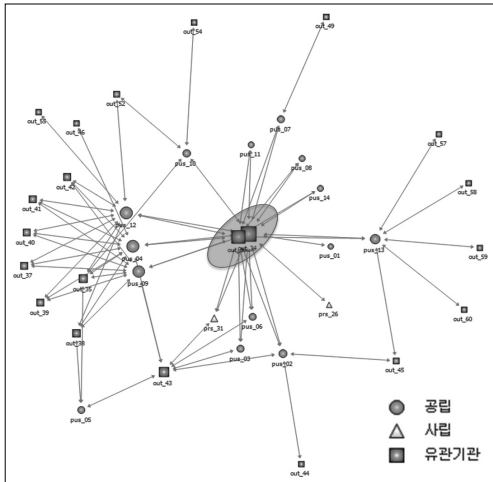 out_49
out_54
out_52
out_55
out_46
pus_07
pus_11
out_57
pus_10
pus_08
out_42
pus_14
out_58
out_41
pus_12
out_40
pus_04
pus_01
pus_13
out_59
out_37
pus_09
out_35
out_39
prs_26
out_60
prs_31
pus_06
out_38
pus_03
pus_02
out_45
out_43
pus_05
공립
사립
유관기관
out_44